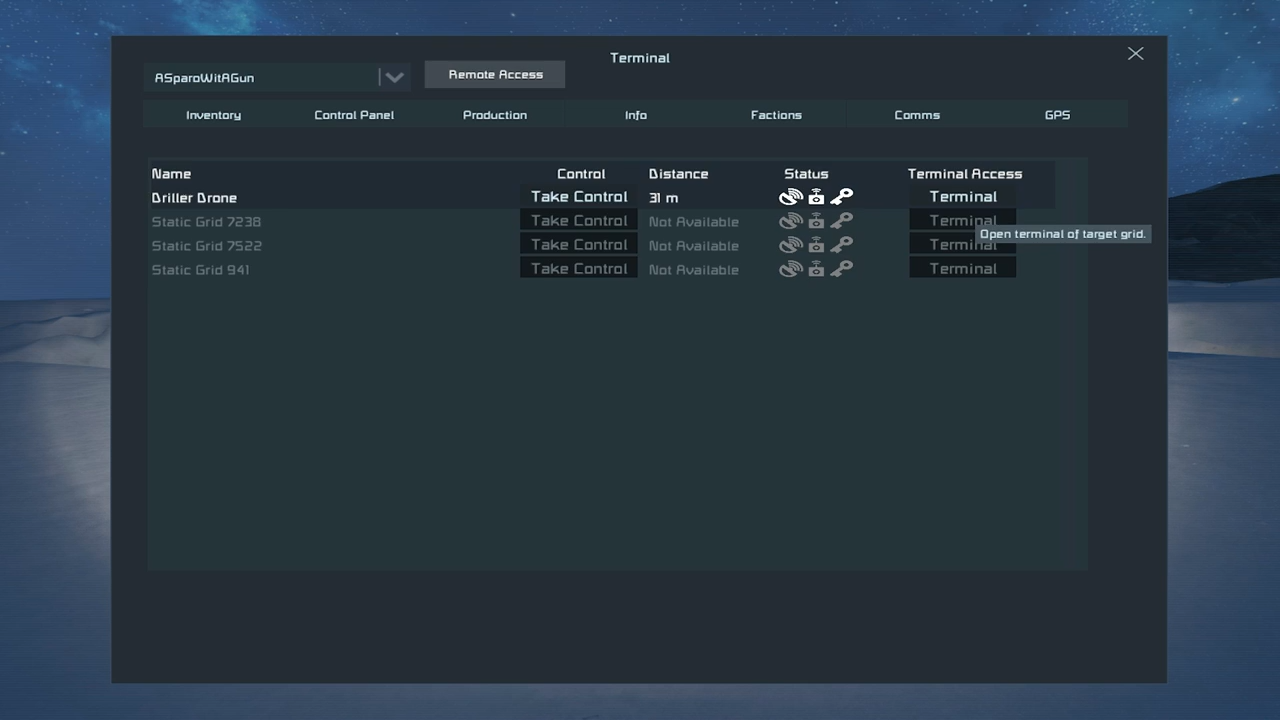 Terminal
ASparoWitAGun
Remote Access
Inventory Control Panel Production Info Factions Comms GPS
Name Control Distance Status Terminal Access
Driller Drone Take Control 31 m Terminal
Static Grid 7238 Take Control Not Available Terminal
Open terminal of target grid.
Static Grid 7522 Take Control Not Available Terminal
Static Grid 941 Take Control Not Available Terminal